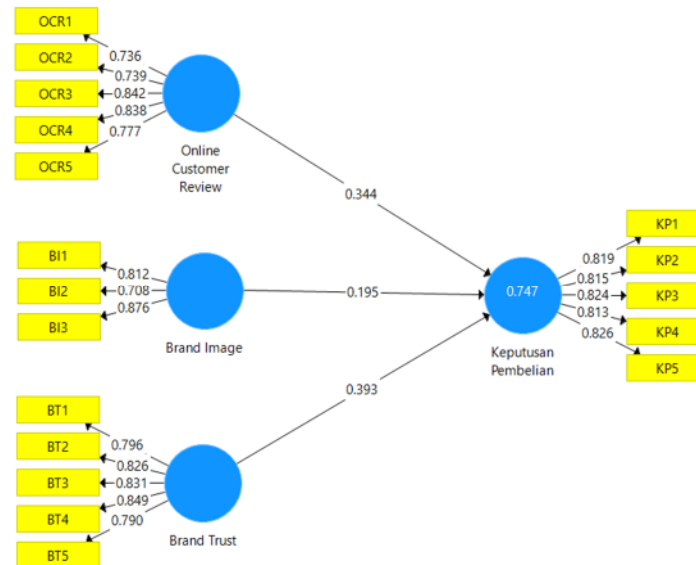 OCR1
OCR2
OCR3
OCR4
OCR5
0.736
0.739
0.842
0.838
0.777
Online
Customer
Review
0.344
BI1
BI2
BI3
0.812
0.708
0.876
Brand Image
0.195
BT1
BT2
BT3
BT4
BT5
0.796
0.826
0.831
0.849
0.790
Brand Trust
0.393
0.747
Keputusan
Pembelian
0.819
0.815
0.824
0.813
0.826
KP1
KP2
KP3
KP4
KP5